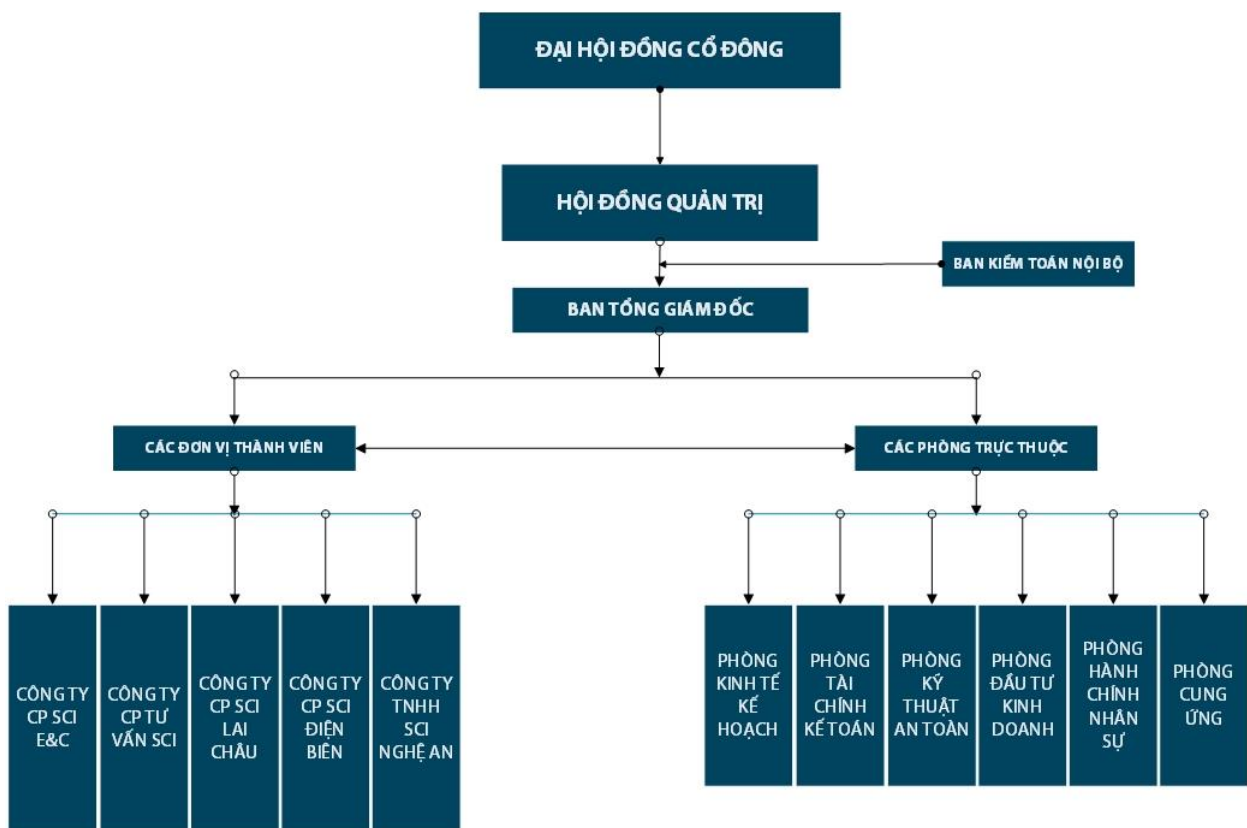 ĐẠI HỘI ĐỒNG CỔ ĐÔNG
HỘI ĐỒNG QUẢN TRỊ
BAN KIỂM TOÁN NỘI BỘ
BAN TỔNG GIÁM ĐỐC
CÁC ĐƠN VỊ THÀNH VIÊN
CÁC PHÒNG TRỰC THUỘC
CÔNG TY
CP SCI
E&C
CÔNG TY
CP TƯ
VẤN SCI
CÔNG TY
CP SCI
LAI
CHÂU
CÔNG TY
CP SCI
ĐIỆN
BIÊN
CÔNG TY
TNHH
SCI
NGHỆ AN
PHÒNG
KINH TẾ
KẾ
HOẠCH
PHÒNG
TÀI
CHÍNH
KẾ TOÁN
PHÒNG
KỸ
THUẬT
AN TOÀN
PHÒNG
ĐẦU TƯ
KINH
DOANH
PHÒNG
HÀNH
CHÍNH
NHÂN
SỰ
PHÒNG
CUNG
ỨNG